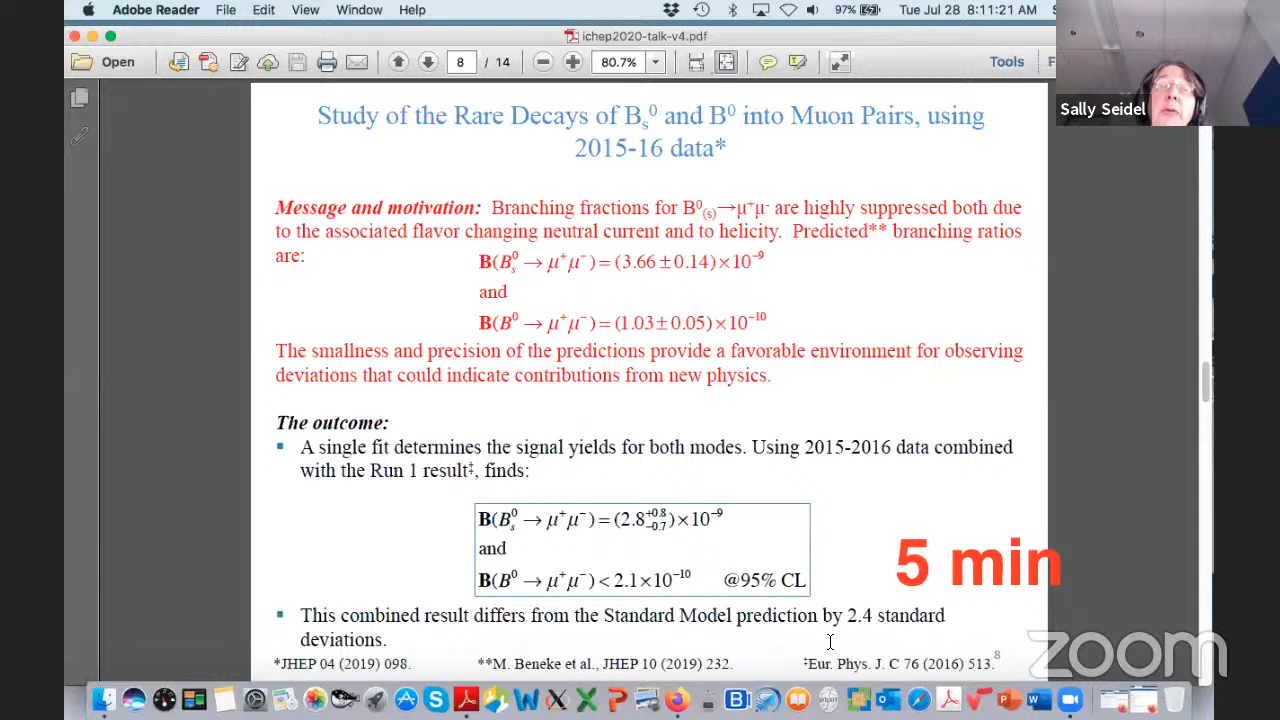 Adobe Reader File Edit View Window Help 97% Tue Jul 28 8:11:21 AM
ichep2020-talk-v4.pdf
Open 8 / 14 80.7% Tools
Sally Seidel
Study of the Rare Decays of Bs⁰ and B⁰ into Muon Pairs, using
2015-16 data*
Message and motivation: Branching fractions for B⁰(s)→μ⁺μ⁻ are highly suppressed both due
to the associated flavor changing neutral current and to helicity. Predicted** branching ratios
are:
B(Bs⁰ → μ⁺μ⁻) = (3.66 ± 0.14) × 10⁻⁹
and
B(B⁰ → μ⁺μ⁻) = (1.03 ± 0.05) × 10⁻¹⁰
The smallness and precision of the predictions provide a favorable environment for observing
deviations that could indicate contributions from new physics.
The outcome:
▪ A single fit determines the signal yields for both modes. Using 2015-2016 data combined
with the Run 1 result‡, finds:
B(Bs⁰ → μ⁺μ⁻) = (2.8 +0.8 −0.7) × 10⁻⁹
and
B(B⁰ → μ⁺μ⁻) < 2.1 × 10⁻¹⁰ @95% CL
5 min
▪ This combined result differs from the Standard Model prediction by 2.4 standard
deviations.
*JHEP 04 (2019) 098. **M. Beneke et al., JHEP 10 (2019) 232. ‡Eur. Phys. J. C 76 (2016) 513.
8
zoom